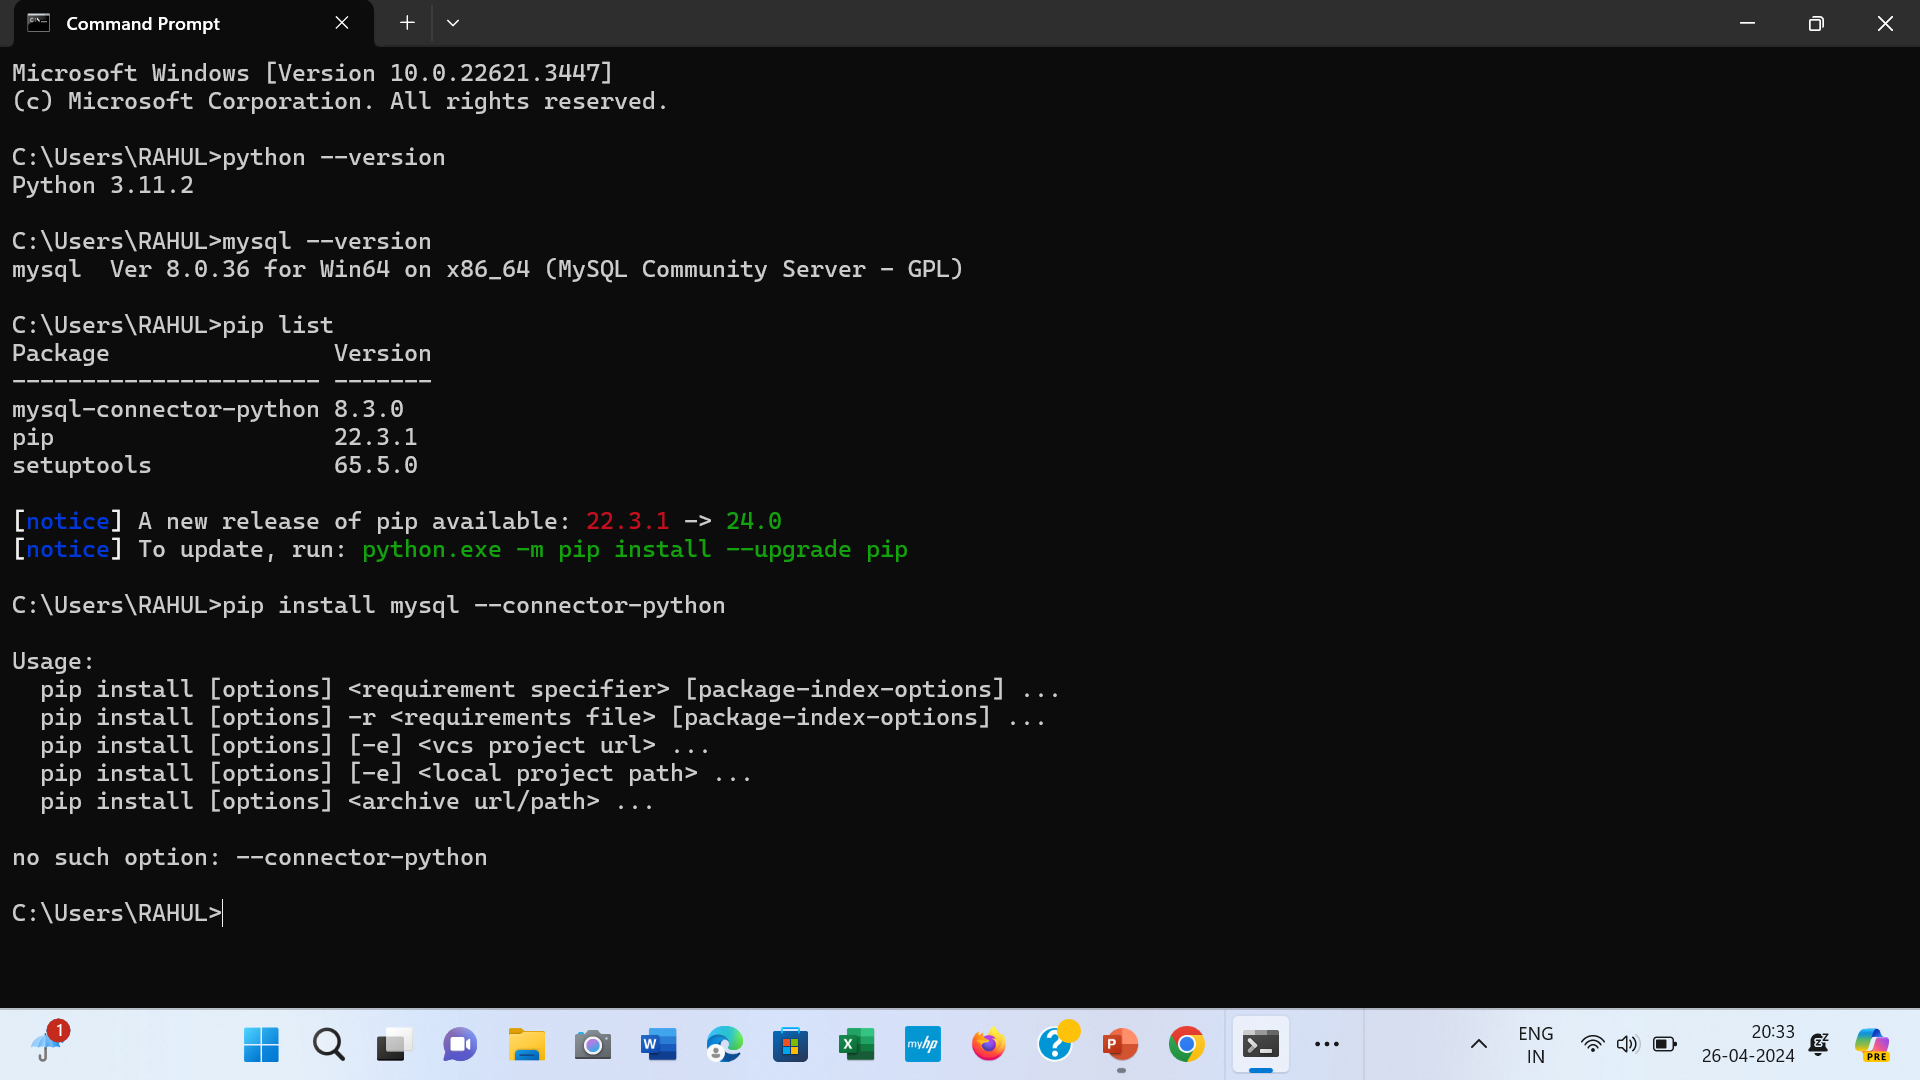 Command Prompt
Microsoft Windows [Version 10.0.22621.3447]
(c) Microsoft Corporation. All rights reserved.
C:\Users\RAHUL>python --version
Python 3.11.2
C:\Users\RAHUL>mysql --version
mysql  Ver 8.0.36 for Win64 on x86_64 (MySQL Community Server - GPL)
C:\Users\RAHUL>pip list
Package                Version
---------------------- -------
mysql-connector-python 8.3.0
pip                    22.3.1
setuptools             65.5.0
[notice] A new release of pip available: 22.3.1 -> 24.0
[notice] To update, run: python.exe -m pip install --upgrade pip
C:\Users\RAHUL>pip install mysql --connector-python
Usage:
  pip install [options] <requirement specifier> [package-index-options] ...
  pip install [options] -r <requirements file> [package-index-options] ...
  pip install [options] [-e] <vcs project url> ...
  pip install [options] [-e] <local project path> ...
  pip install [options] <archive url/path> ...
no such option: --connector-python
C:\Users\RAHUL>
1
W
X
myhp
?
P
ENG
IN
20:33
26-04-2024
PRE